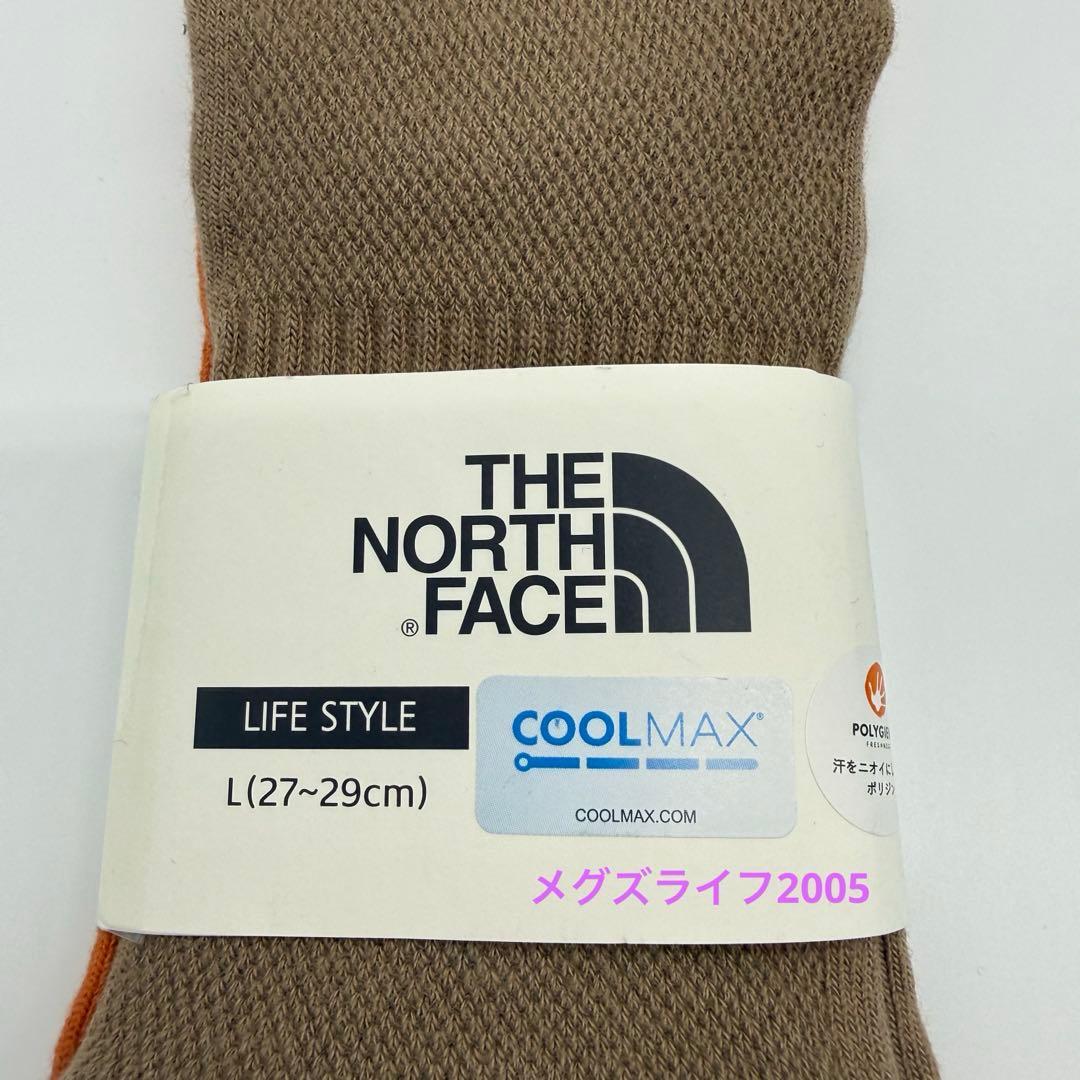 THE
NORTH
FACE
®
LIFE STYLE
COOLMAX®
L(27~29cm)
COOLMAX.COM
汗をニオイに
ポリジ
メグズライフ2005